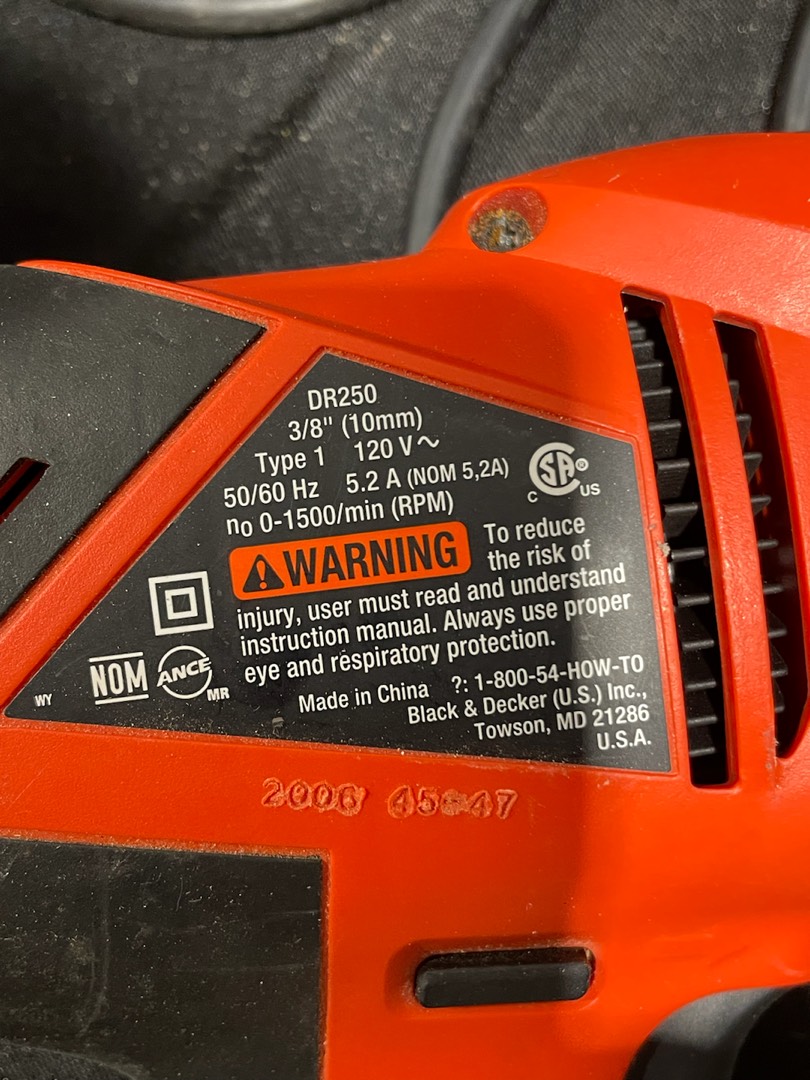 DR250
3/8" (10mm)
Type 1 120 V~
50/60 Hz 5.2 A (NOM 5,2A)
no 0-1500/min (RPM)
CSA® C US
⚠WARNING To reduce
the risk of
injury, user must read and understand
instruction manual. Always use proper
eye and respiratory protection.
WY NOM ANCE MR
Made in China ?: 1-800-54-HOW-TO
Black & Decker (U.S.) Inc.,
Towson, MD 21286
U.S.A.
2006